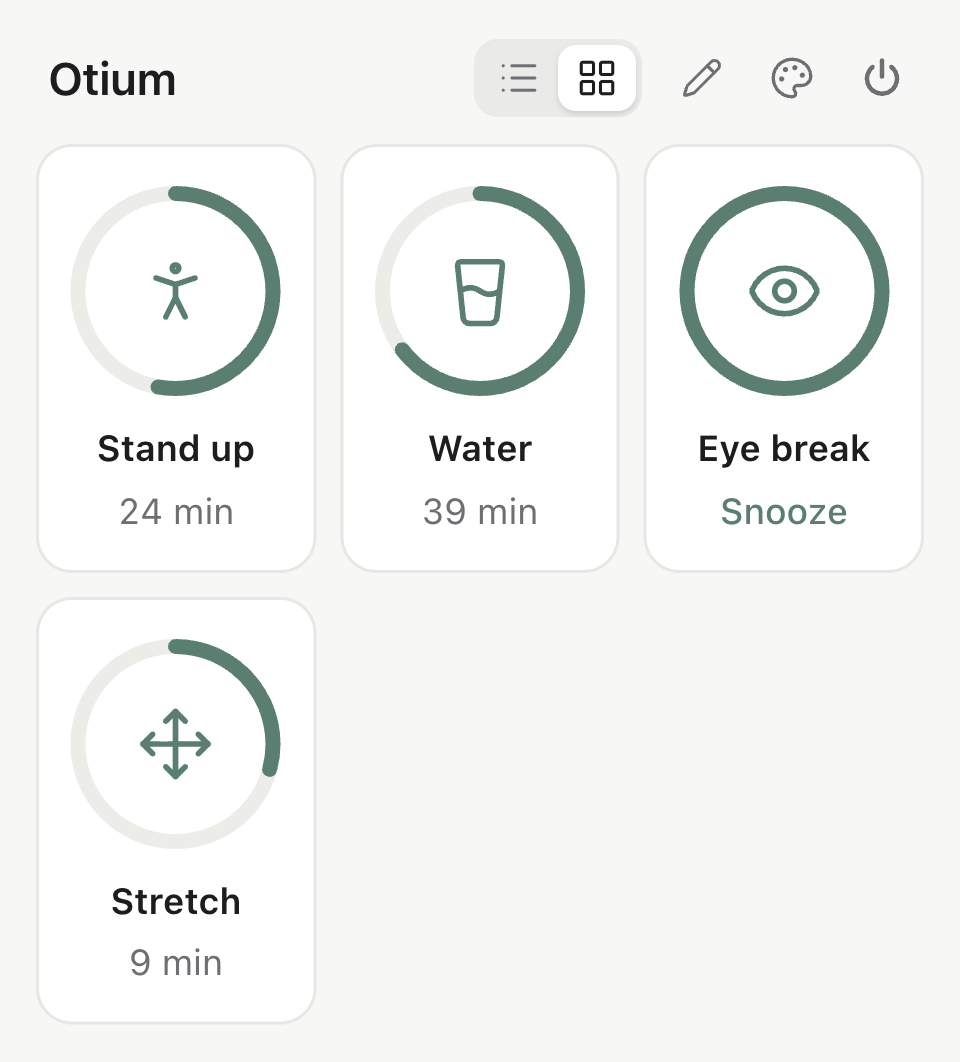 Otium
Stand up
24 min
Water
39 min
Eye break
Snooze
Stretch
9 min